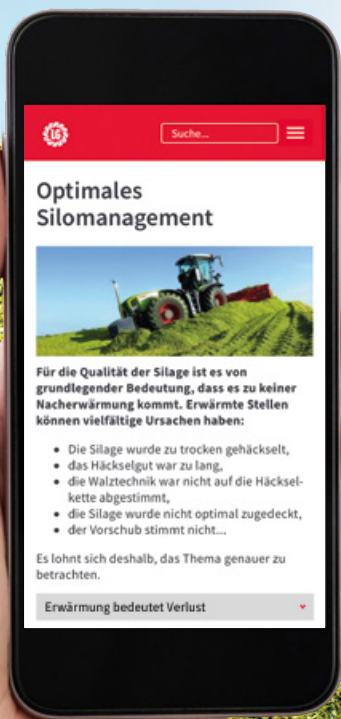 LG
Suche...
Optimales
Silomanagement
Für die Qualität der Silage ist es von
grundlegender Bedeutung, dass es zu keiner
Nacherwärmung kommt. Erwärmte Stellen
können vielfältige Ursachen haben:
• Die Silage wurde zu trocken gehäckselt,
• das Häckselgut war zu lang,
• die Walztechnik war nicht auf die Häcksel-
kette abgestimmt,
• die Silage wurde nicht optimal zugedeckt,
• der Vorschub stimmt nicht...
Es lohnt sich deshalb, das Thema genauer zu
betrachten.
Erwärmung bedeutet Verlust